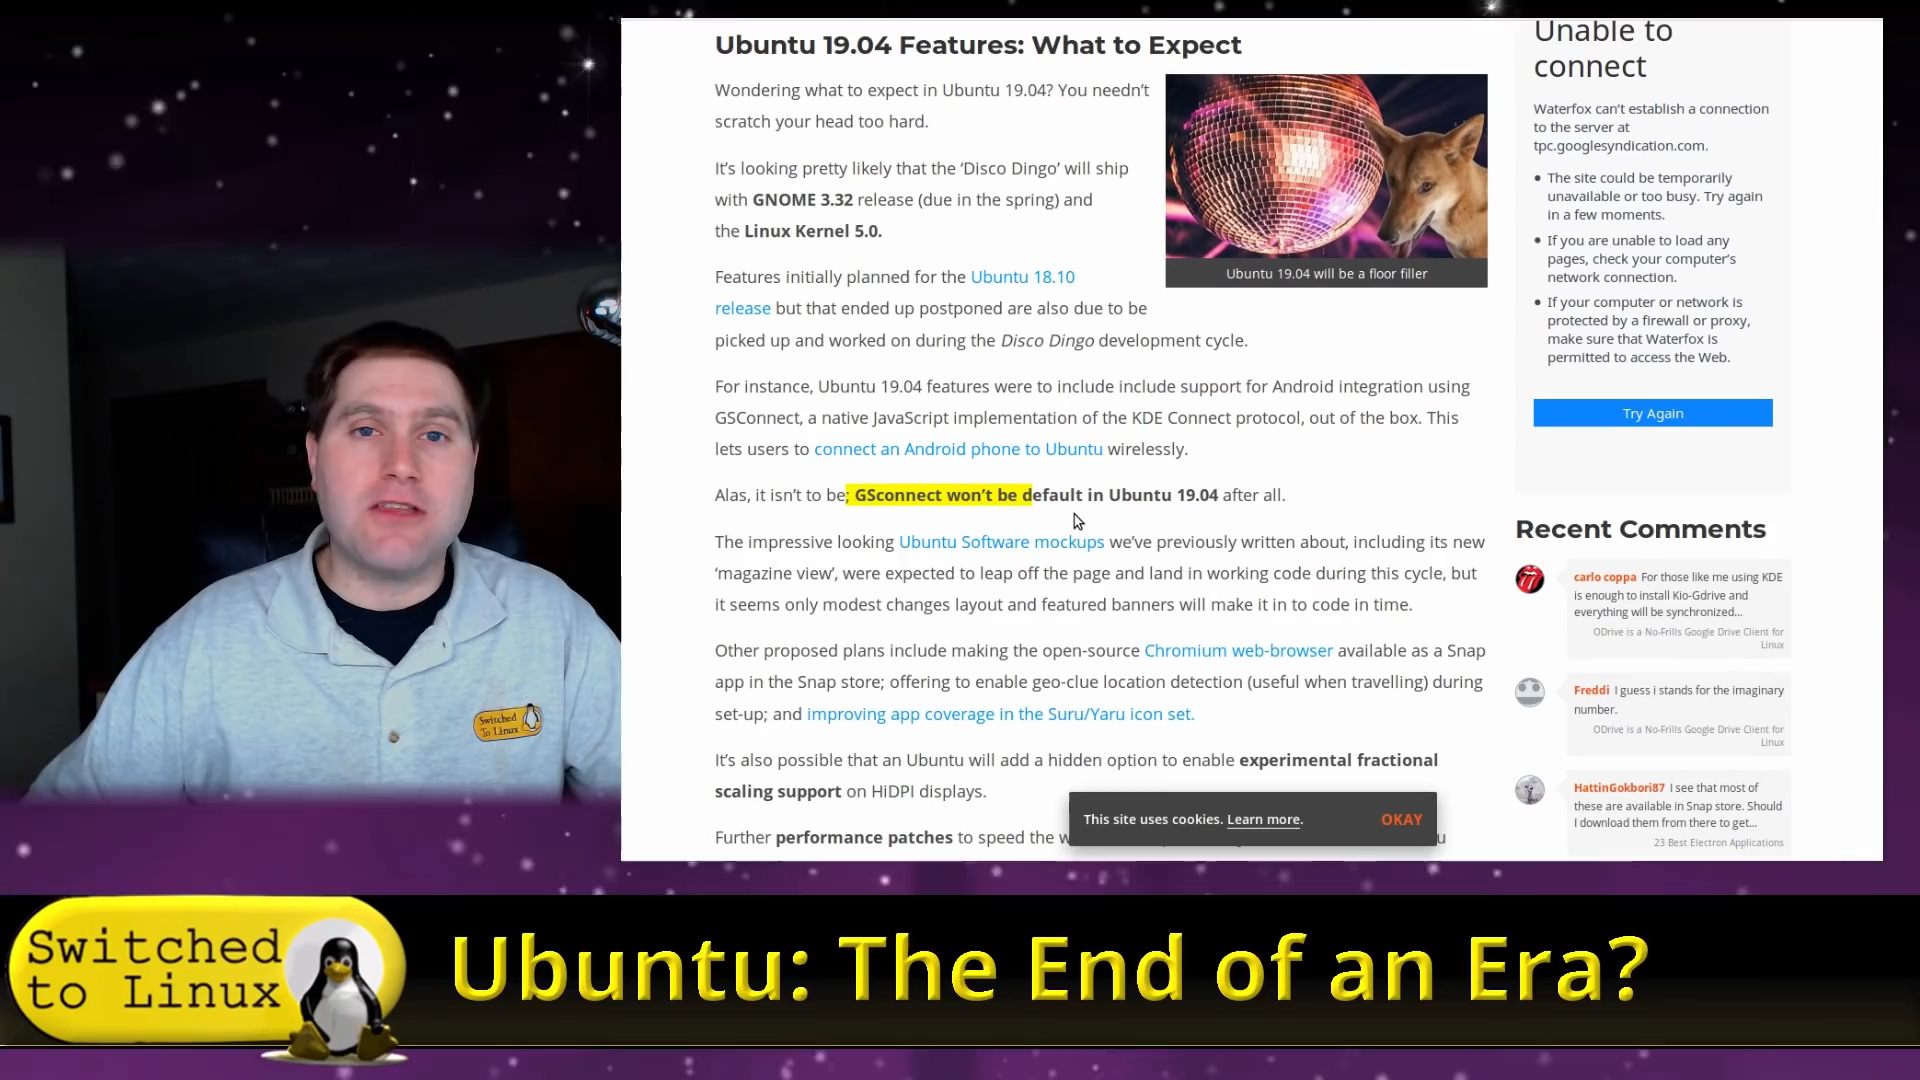 Ubuntu 19.04 Features: What to Expect
Wondering what to expect in Ubuntu 19.04? You needn't
scratch your head too hard.
It's looking pretty likely that the ‘Disco Dingo’ will ship
with GNOME 3.32 release (due in the spring) and
the Linux Kernel 5.0.
Features initially planned for the Ubuntu 18.10
release but that ended up postponed are also due to be
picked up and worked on during the Disco Dingo development cycle.
Ubuntu 19.04 will be a floor filler
For instance, Ubuntu 19.04 features were to include include support for Android integration using
GSConnect, a native JavaScript implementation of the KDE Connect protocol, out of the box. This
lets users to connect an Android phone to Ubuntu wirelessly.
Alas, it isn't to be; GSconnect won't be default in Ubuntu 19.04 after all.
The impressive looking Ubuntu Software mockups we've previously written about, including its new
‘magazine view’, were expected to leap off the page and land in working code during this cycle, but
it seems only modest changes layout and featured banners will make it in to code in time.
Other proposed plans include making the open-source Chromium web-browser available as a Snap
app in the Snap store; offering to enable geo-clue location detection (useful when travelling) during
set-up; and improving app coverage in the Suru/Yaru icon set.
It's also possible that an Ubuntu will add a hidden option to enable experimental fractional
scaling support on HiDPI displays.
Further performance patches to speed the w
This site uses cookies. Learn more.
OKAY
Unable to
connect
Waterfox can't establish a connection
to the server at
tpc.googlesyndication.com.
The site could be temporarily
unavailable or too busy. Try again
in a few moments.
If you are unable to load any
pages, check your computer's
network connection.
If your computer or network is
protected by a firewall or proxy,
make sure that Waterfox is
permitted to access the Web.
Try Again
Recent Comments
carlo coppa For those like me using KDE
is enough to install Kio-Gdrive and
everything will be synchronized...
ODrive is a No-Frills Google Drive Client for
Linux
Freddi I guess i stands for the imaginary
number.
ODrive is a No-Frills Google Drive Client for
Linux
HattinGokbori87 I see that most of
these are available in Snap store. Should
I download them from there to get...
23 Best Electron Applications
Switched
To Linux
Switched
to Linux
Ubuntu: The End of an Era?